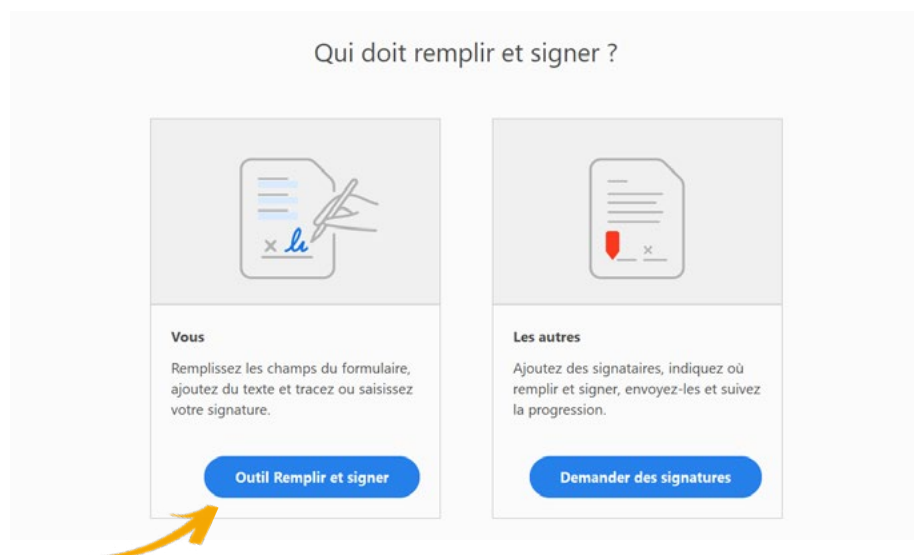 Qui doit remplir et signer ?
Vous
Remplissez les champs du formulaire,
ajoutez du texte et tracez ou saisissez
votre signature.
Outil Remplir et signer
Les autres
Ajoutez des signataires, indiquez où
remplir et signer, envoyez-les et suivez
la progression.
Demander des signatures